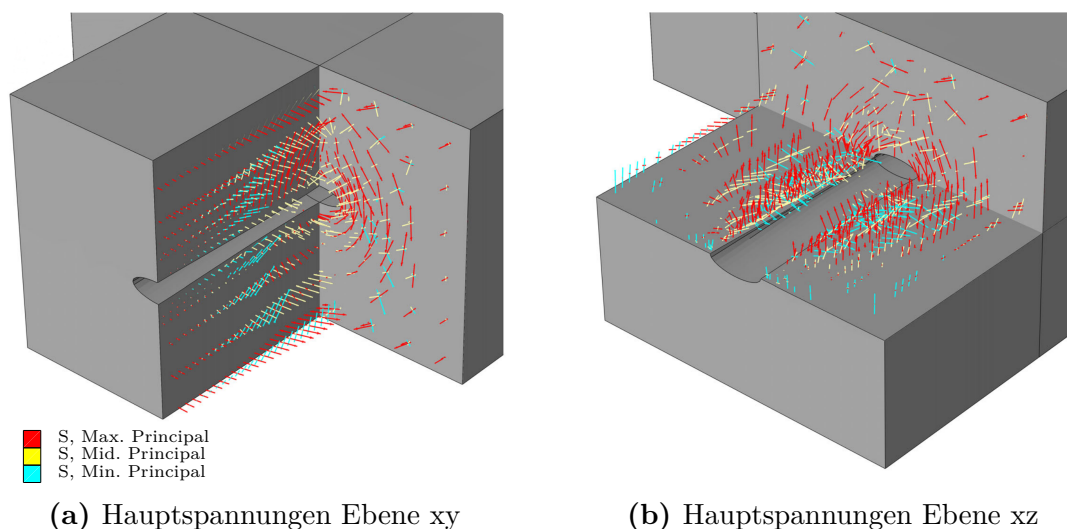 S, Max. Principal
S, Mid. Principal
S, Min. Principal
(a) Hauptspannungen Ebene xy
(b) Hauptspannungen Ebene xz